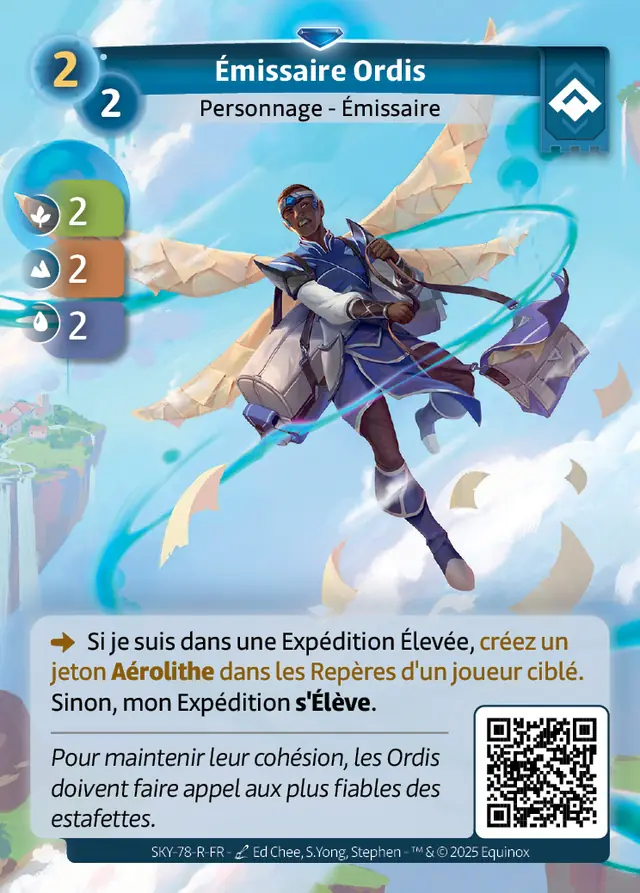 2
2
Émissaire Ordis
Personnage - Émissaire
2
2
2
Si je suis dans une Expédition Élevée, créez un
jeton Aérolithe dans les Repères d'un joueur ciblé.
Sinon, mon Expédition s'Élève.
Pour maintenir leur cohésion, les Ordis
doivent faire appel aux plus fiables des
estafettes.
SKY-78-R-FR - Ed Chee, S.Yong, Stephen - ™ & © 2025 Equinox